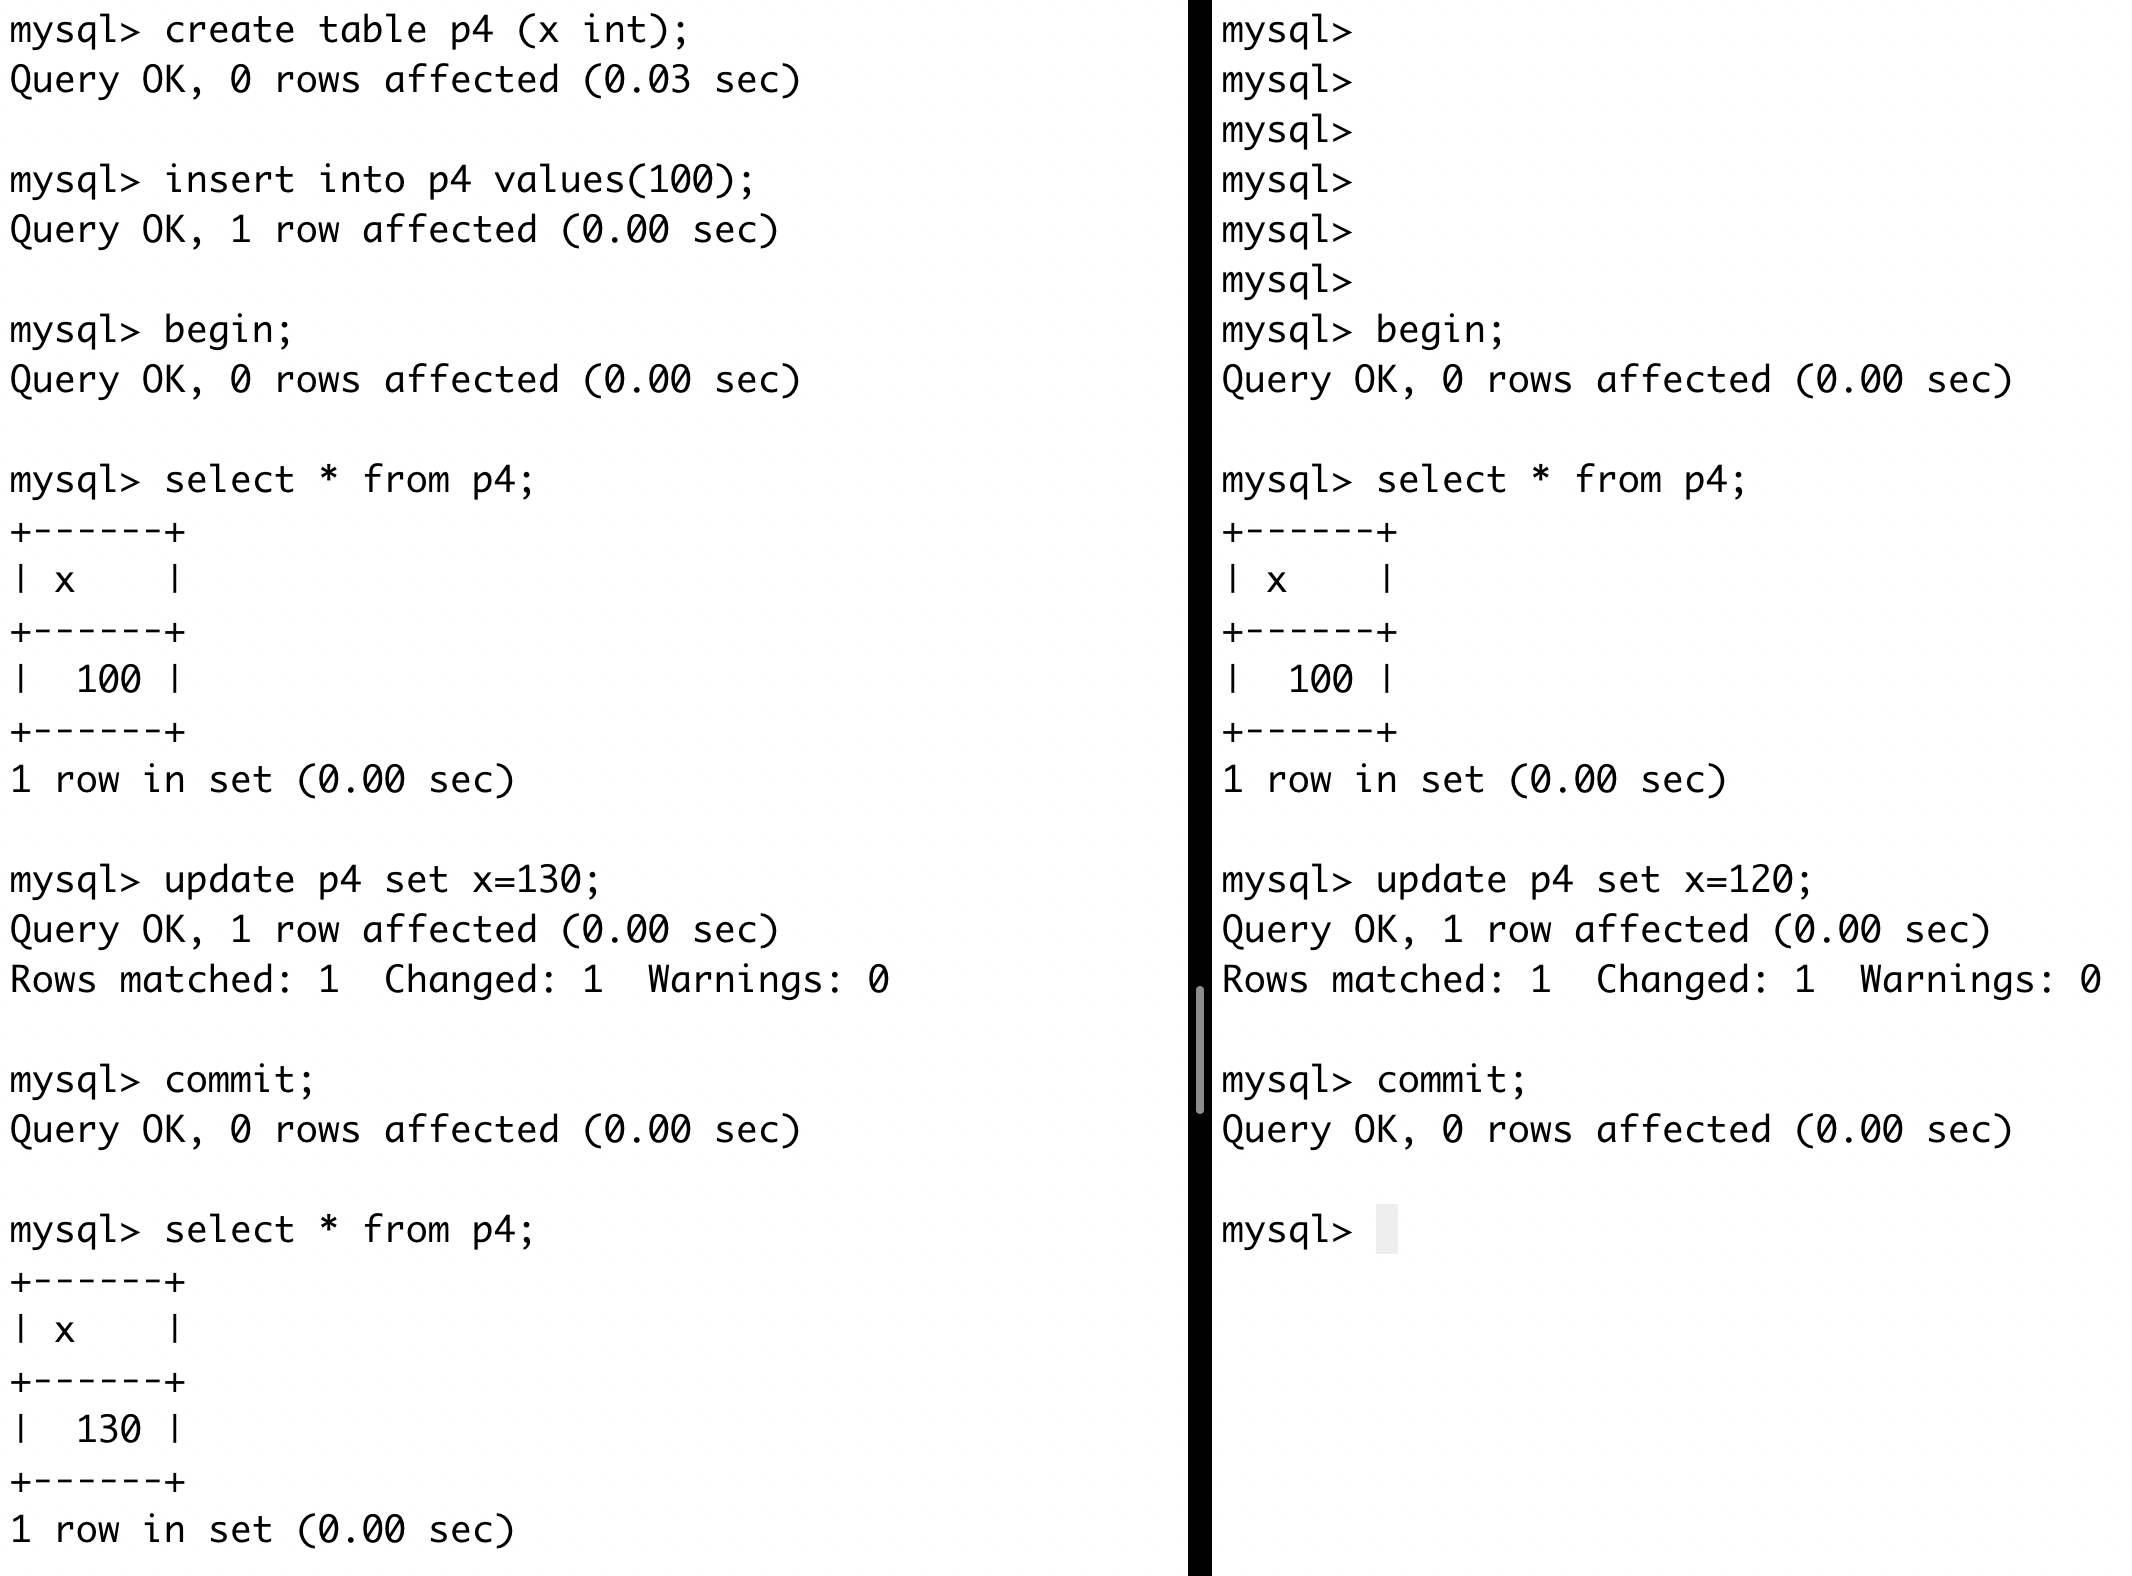 mysql> create table p4 (x int);
Query OK, 0 rows affected (0.03 sec)
mysql> insert into p4 values(100);
Query OK, 1 row affected (0.00 sec)
mysql> begin;
Query OK, 0 rows affected (0.00 sec)
mysql> select * from p4;
+------+
| x    |
+------+
|  100 |
+------+
1 row in set (0.00 sec)
mysql> update p4 set x=130;
Query OK, 1 row affected (0.00 sec)
Rows matched: 1  Changed: 1  Warnings: 0
mysql> commit;
Query OK, 0 rows affected (0.00 sec)
mysql> select * from p4;
+------+
| x    |
+------+
|  130 |
+------+
1 row in set (0.00 sec)
mysql>
mysql>
mysql>
mysql>
mysql>
mysql>
mysql> begin;
Query OK, 0 rows affected (0.00 sec)
mysql> select * from p4;
+------+
| x    |
+------+
|  100 |
+------+
1 row in set (0.00 sec)
mysql> update p4 set x=120;
Query OK, 1 row affected (0.00 sec)
Rows matched: 1  Changed: 1  Warnings: 0
mysql> commit;
Query OK, 0 rows affected (0.00 sec)
mysql>